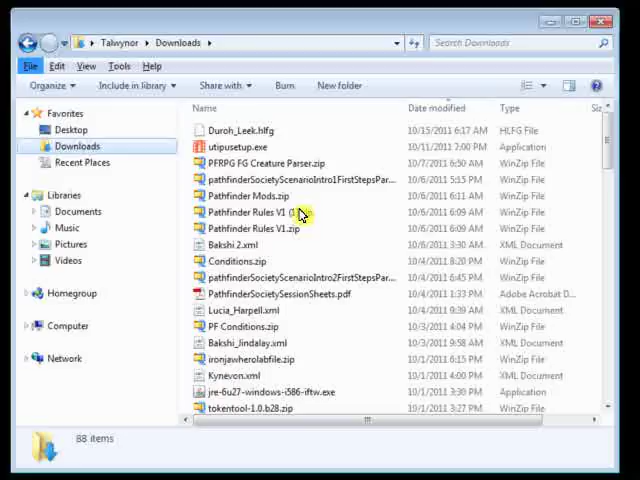 Talwynor Downloads
Search Downloads
File Edit View Tools Help
Organize Include in library Share with Burn New folder
Favorites
Desktop
Downloads
Recent Places
Libraries
Documents
Music
Pictures
Videos
Homegroup
Computer
Network
Name Date modified Type Siz
Duroh_Leek.hlfg 10/15/2011 6:17 AM HLFG File
utipusetup.exe 10/11/2011 7:00 PM Application
PFRPG FG Creature Parser.zip 10/7/2011 6:50 AM WinZip File
pathfinderSocietyScenarioIntro1FirstStepsPar... 10/6/2011 5:15 PM WinZip File
Pathfinder Mods.zip 10/6/2011 6:11 AM WinZip File
Pathfinder Rules V1 10/6/2011 6:09 AM WinZip File
Pathfinder Rules V1.zip 10/6/2011 6:09 AM WinZip File
Bakshi 2.xml 10/6/2011 3:30 AM XML Document
Conditions.zip 10/4/2011 6:51 PM WinZip File
pathfinderSocietyScenarioIntro2FirstStepsPar... 10/4/2011 6:45 PM WinZip File
PathfinderSocietySessionSheets.pdf 10/4/2011 1:33 PM Adobe Acrobat D
Lucia_Harpell.xml 10/4/2011 9:39 AM XML Document
PF Conditions.zip 10/3/2011 4:04 PM WinZip File
Bakshi_Jindalay.xml 10/3/2011 9:58 AM XML Document
ironjawherolabfile.zip 10/1/2011 6:15 PM WinZip File
Kynevon.xml 10/1/2011 6:15 AM XML Document
jre-6u27-windows-i586-iftw.exe 10/1/2011 3:30 PM Application
tokentool-1.0.b28.zip 10/1/2011 3:27 PM WinZip File
88 items